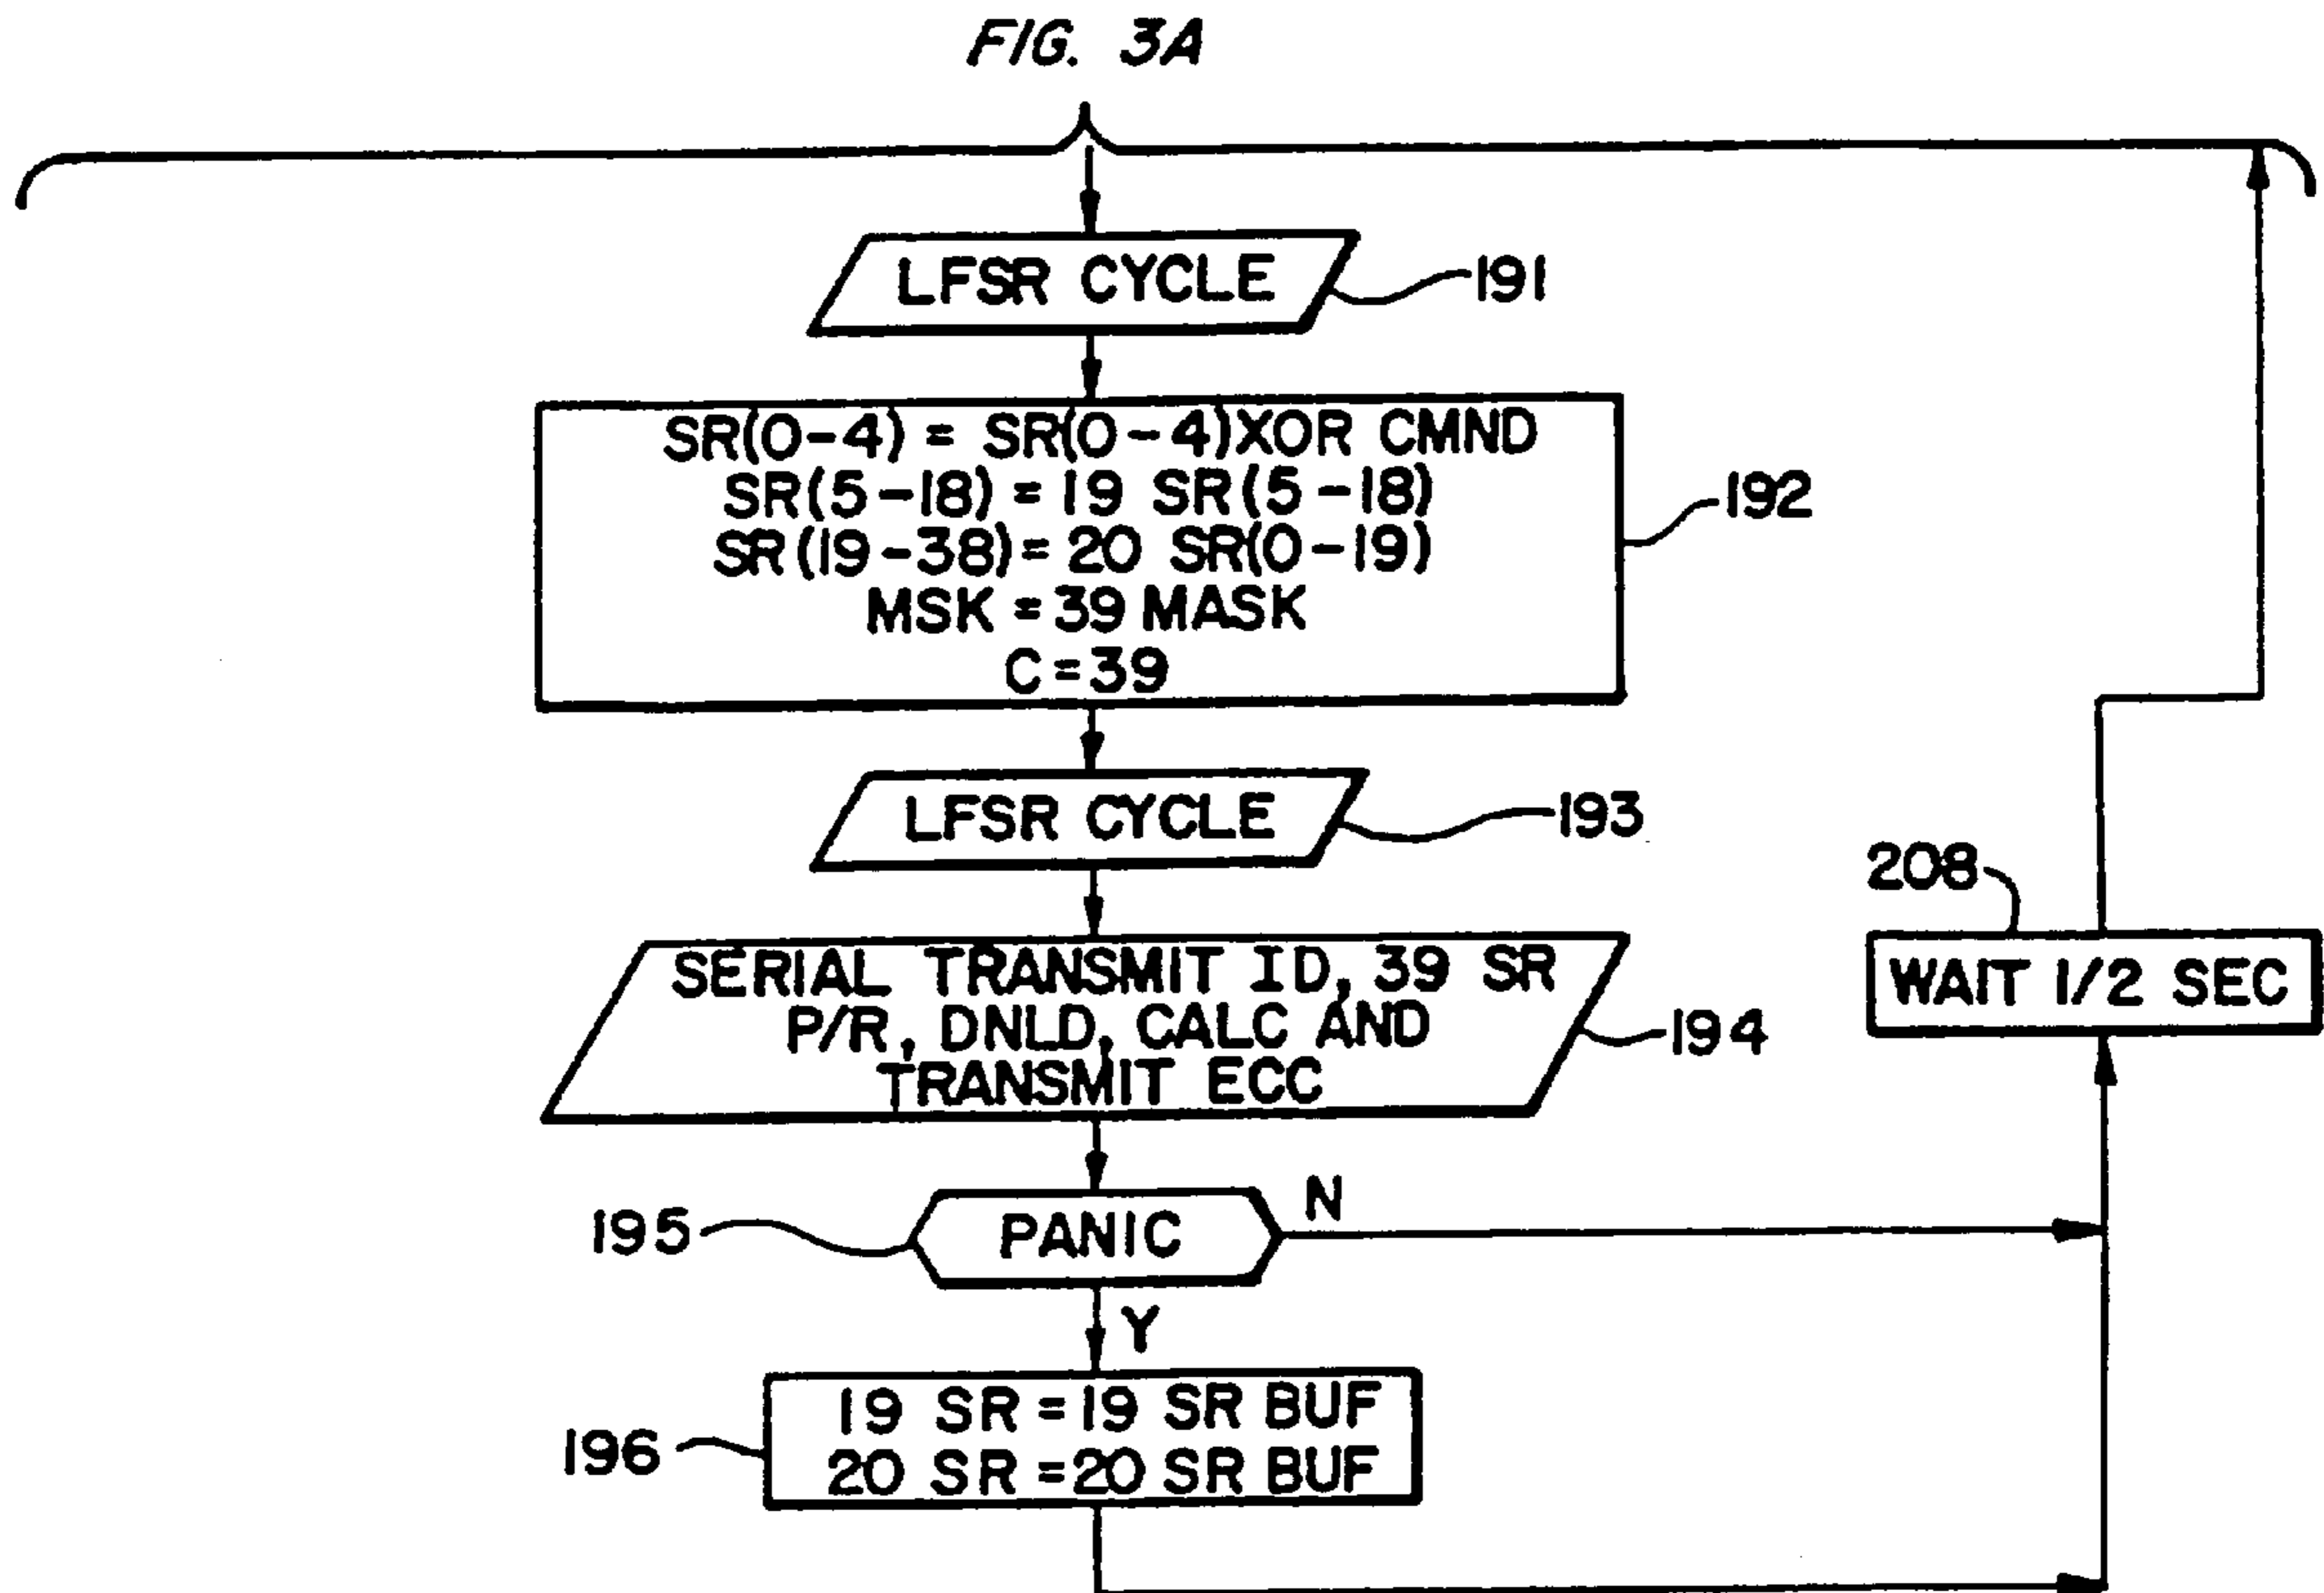 FIG. 3A
LFSR CYCLE
191
SR(0-4) = SR(0-4)XOR CMND
SR(5-18) = 19 SR(5-18)
SR(19-38) = 20 SR(0-19)
MSK = 39 MASK
C = 39
192
LFSR CYCLE
193
SERIAL TRANSMIT ID, 39 SR
P/R, DNLD, CALC AND
TRANSMIT ECC
194
208
WAIT 1/2 SEC
195
PANIC
N
Y
196
19 SR = 19 SR BUF
20 SR = 20 SR BUF